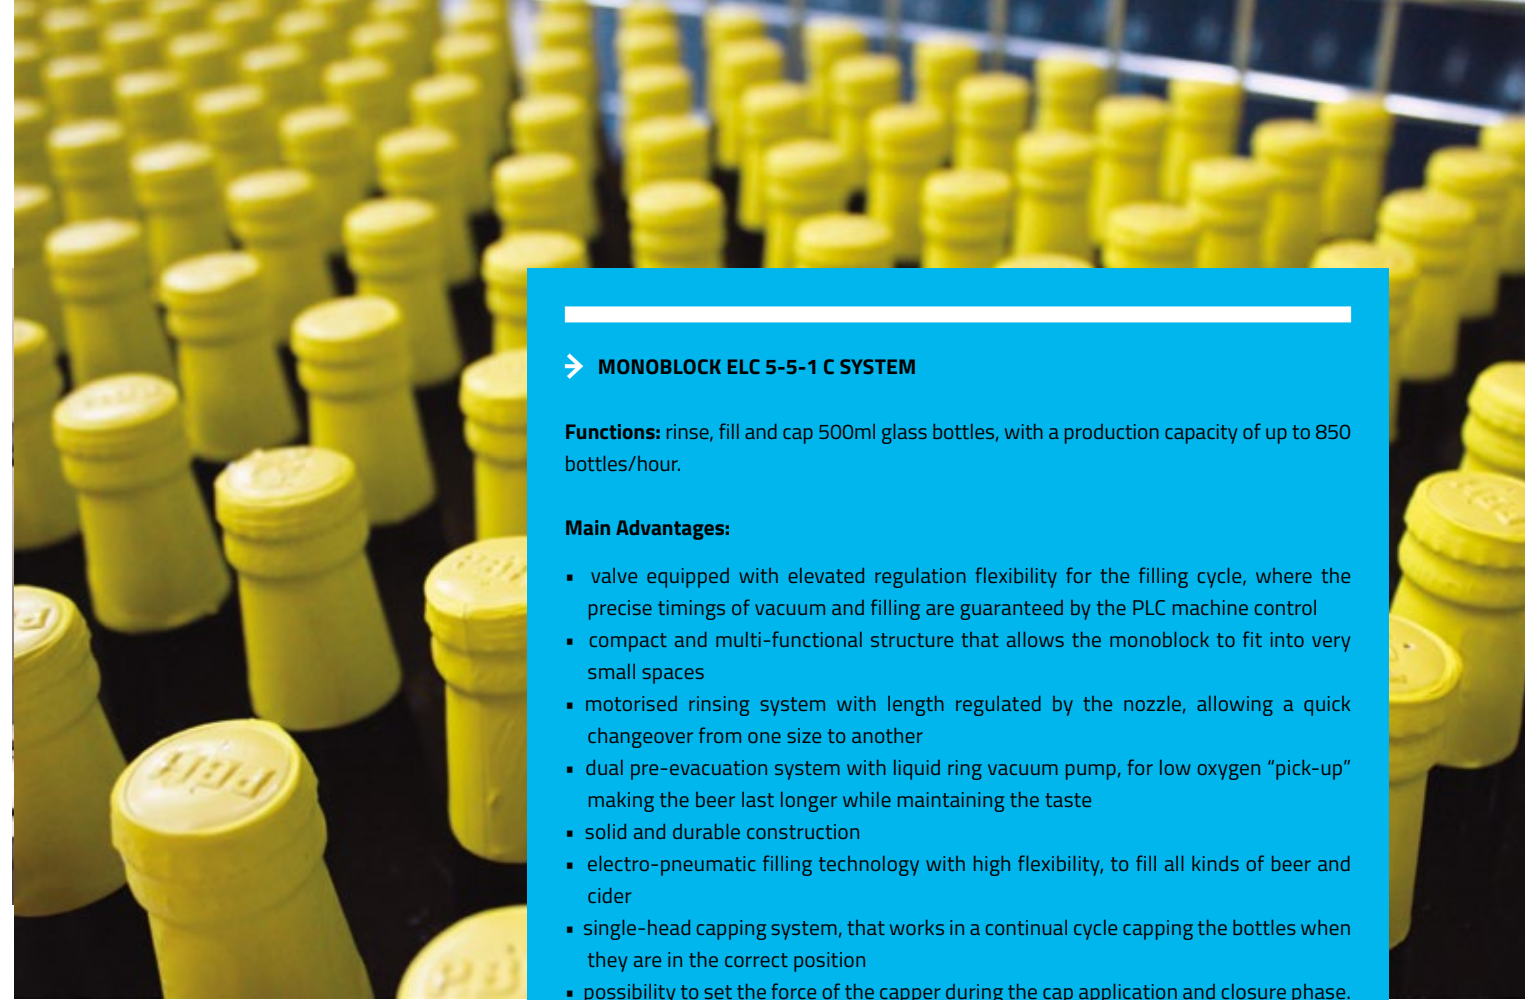 MONOBLOCK ELC 5-5-1 C SYSTEM
Functions: rinse, fill and cap 500ml glass bottles, with a production capacity of up to 850
bottles/hour.
Main Advantages:
▪ valve equipped with elevated regulation flexibility for the filling cycle, where the
precise timings of vacuum and filling are guaranteed by the PLC machine control
▪ compact and multi-functional structure that allows the monoblock to fit into very
small spaces
▪ motorised rinsing system with length regulated by the nozzle, allowing a quick
changeover from one size to another
▪ dual pre-evacuation system with liquid ring vacuum pump, for low oxygen “pick-up”
making the beer last longer while maintaining the taste
▪ solid and durable construction
▪ electro-pneumatic filling technology with high flexibility, to fill all kinds of beer and
cider
▪ single-head capping system, that works in a continual cycle capping the bottles when
they are in the correct position
▪ possibility to set the force of the capper during the cap application and closure phase.